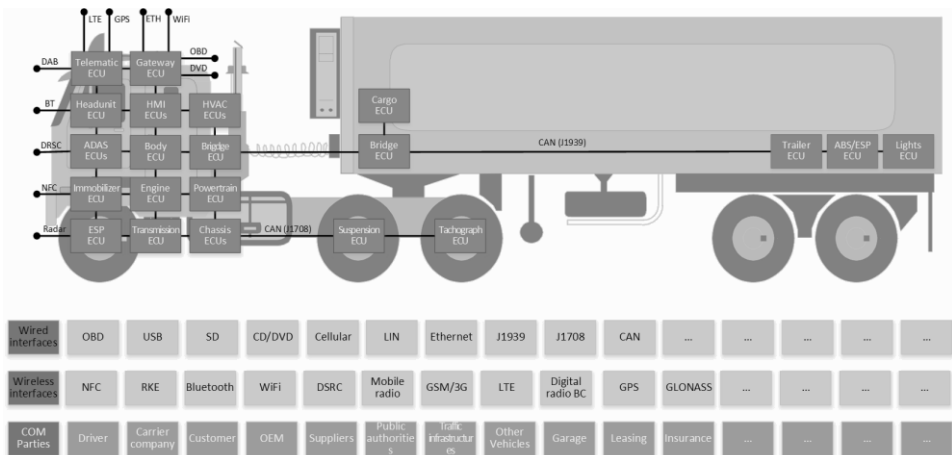 LTE GPS ETH WiFi
OBD
DAB Telematic ECU Gateway ECU
DVD
BT Headunit ECU HMI ECUs HVAC ECUs Cargo ECU
DRSC ADAS ECUs Body ECU Brigdge ECU Bridge ECU CAN (J1939) Trailer ECU ABS/ESP ECU Lights ECU
NFC Immobilizer ECU Engine ECU Powertrain ECU
Radar ESP ECU Transmission ECU Chassis ECUs CAN (J1708) Suspension ECU Tachograph ECU
Wired interfaces OBD USB SD CD/DVD Cellular LIN Ethernet J1939 J1708 CAN ... ... ... ... ...
Wireless interfaces NFC RKE Bluetooth WiFi DSRC Mobile radio GSM/3G LTE Digital radio BC GPS GLONASS ... ... ... ...
COM Parties Driver Carrier company Customer OEM Suppliers Public authorities Traffic infrastructures Other Vehicles Garage Leasing Insurance ... ... ... ...